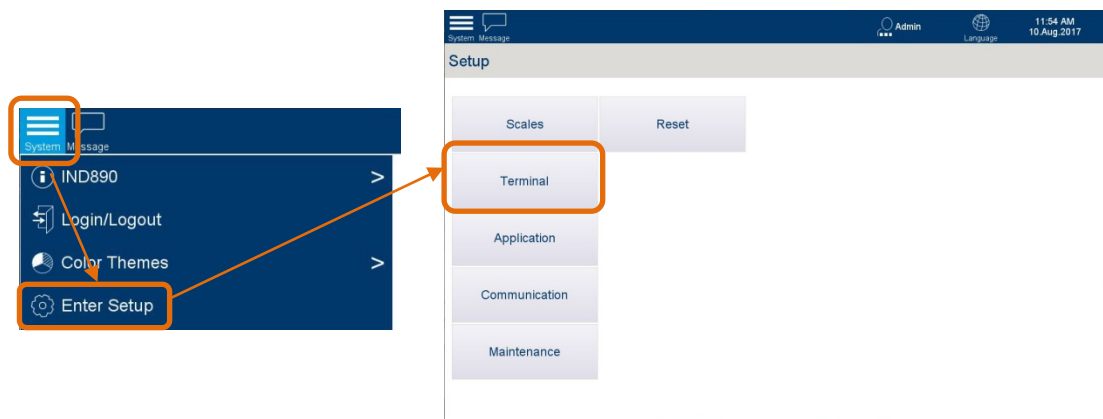 System Message
IND890 >
Login/Logout
Color Themes >
Enter Setup
System Message
Admin
Language
11:54 AM
10.Aug.2017
Setup
Scales
Reset
Terminal
Application
Communication
Maintenance